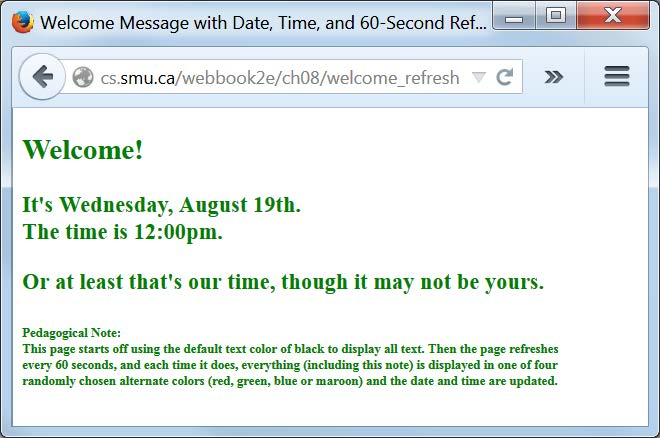 Welcome Message with Date, Time, and 60-Second Ref...
cs.smu.ca/webbook2e/ch08/welcome_refresh
Welcome!
It's Wednesday, August 19th.
The time is 12:00pm.
Or at least that's our time, though it may not be yours.
Pedagogical Note:
This page starts off using the default text color of black to display all text. Then the page refreshes
every 60 seconds, and each time it does, everything (including this note) is displayed in one of four
randomly chosen alternate colors (red, green, blue or maroon) and the date and time are updated.